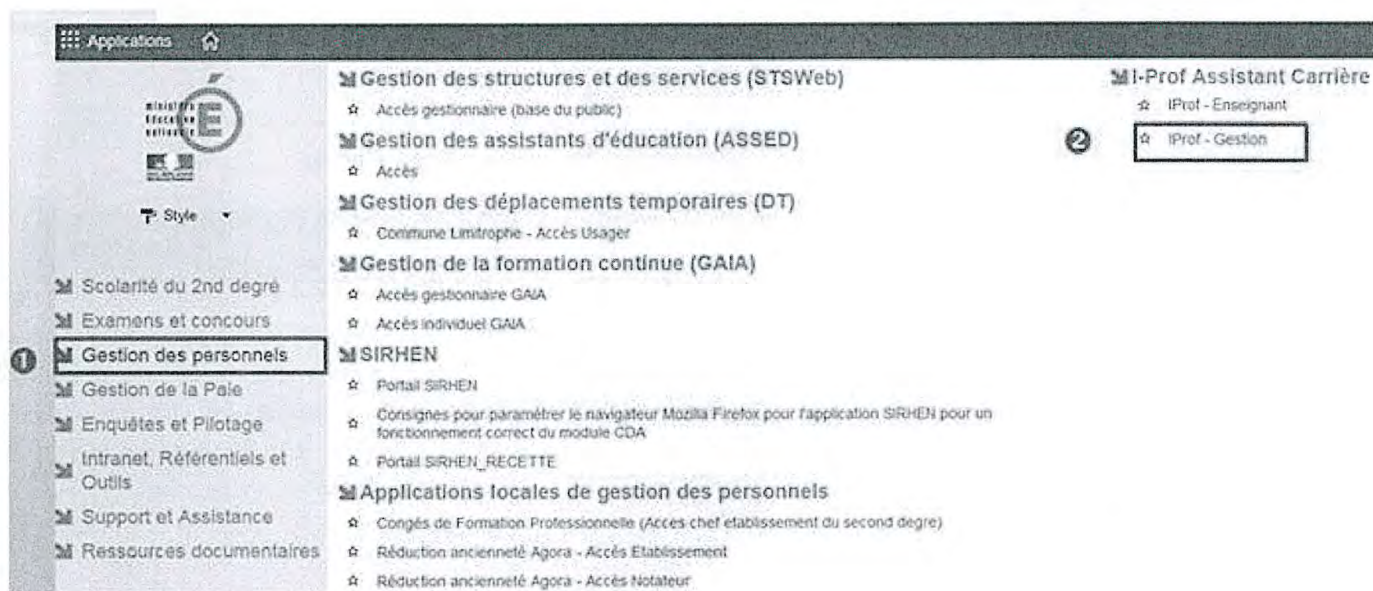 Applications
ministère
éducation
nationale
Style
Scolarité du 2nd degré
Examens et concours
1
Gestion des personnels
Gestion de la Paie
Enquêtes et Pilotage
Intranet, Référentiels et
Outils
Support et Assistance
Ressources documentaires
Gestion des structures et des services (STSWeb)
Accès gestionnaire (base du public)
Gestion des assistants d'éducation (ASSED)
Accès
Gestion des déplacements temporaires (DT)
Commune Limitrophe - Accès Usager
Gestion de la formation continue (GAIA)
Accès gestionnaire GAIA
Accès individuel GAIA
SIRHEN
Portail SIRHEN
Consignes pour paramétrer le navigateur Mozilla Firefox pour l'application SIRHEN pour un
fonctionnement correct du module CDA
Portail SIRHEN_RECETTE
Applications locales de gestion des personnels
Congés de Formation Professionnelle (Accès chef etablissement du second degre)
Réduction ancienneté Agora - Accès Etablissement
Réduction ancienneté Agora - Accès Notateur
I-Prof Assistant Carrière
IProf - Enseignant
2
IProf - Gestion